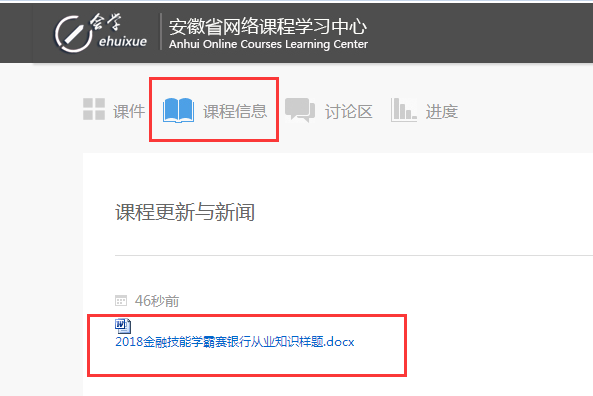 会学
ehuixue
安徽省网络课程学习中心
Anhui Online Courses Learning Center
课件
课程信息
讨论区
进度
课程更新与新闻
46秒前
2018金融技能学霸赛银行从业知识样题.docx